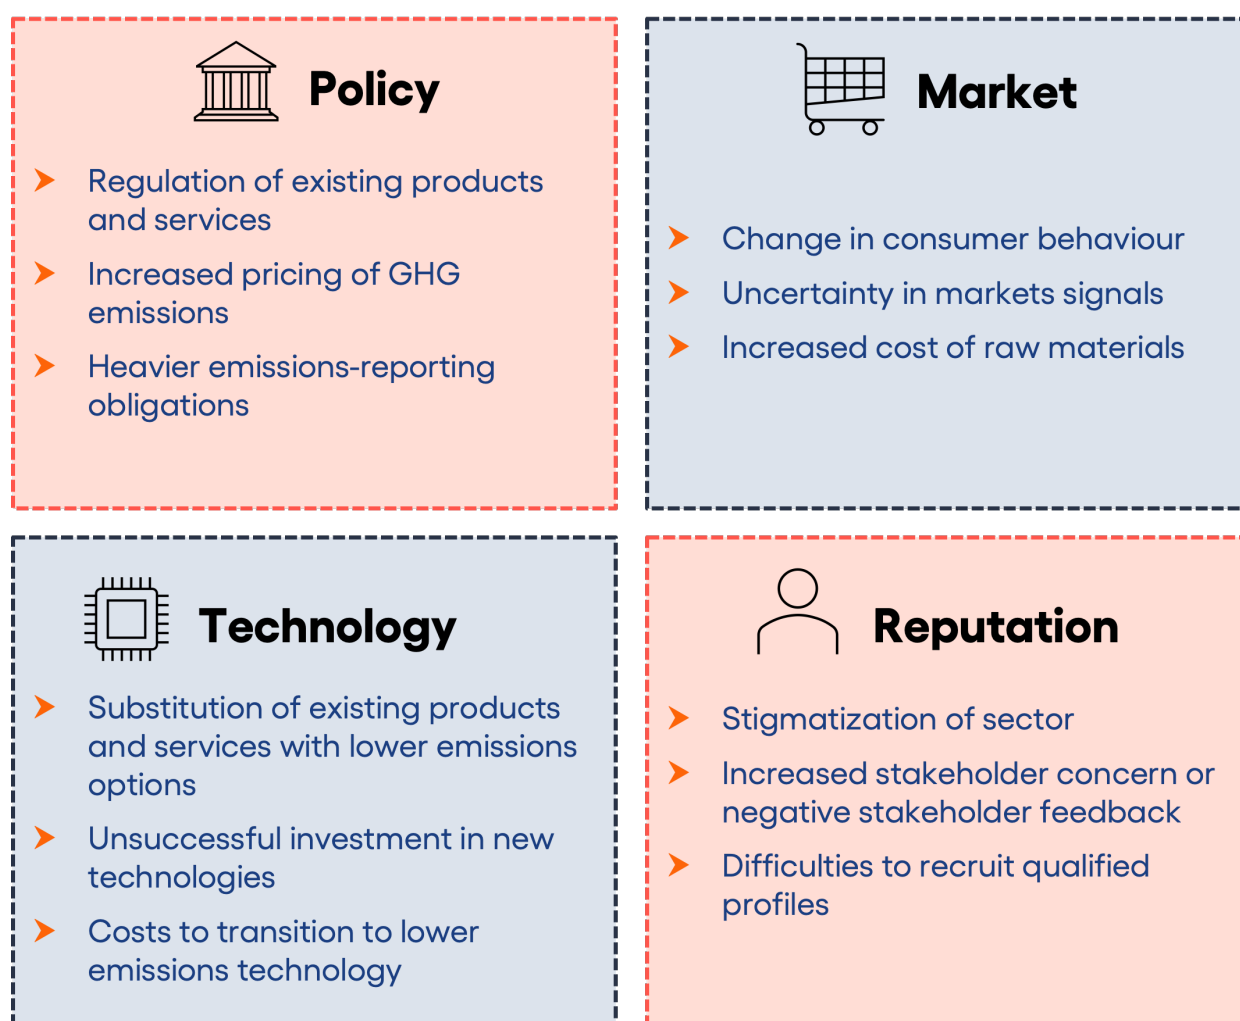 Policy
Regulation of existing products
and services
Increased pricing of GHG
emissions
Heavier emissions-reporting
obligations
Market
Change in consumer behaviour
Uncertainty in markets signals
Increased cost of raw materials
Technology
Substitution of existing products
and services with lower emissions
options
Unsuccessful investment in new
technologies
Costs to transition to lower
emissions technology
Reputation
Stigmatization of sector
Increased stakeholder concern or
negative stakeholder feedback
Difficulties to recruit qualified
profiles